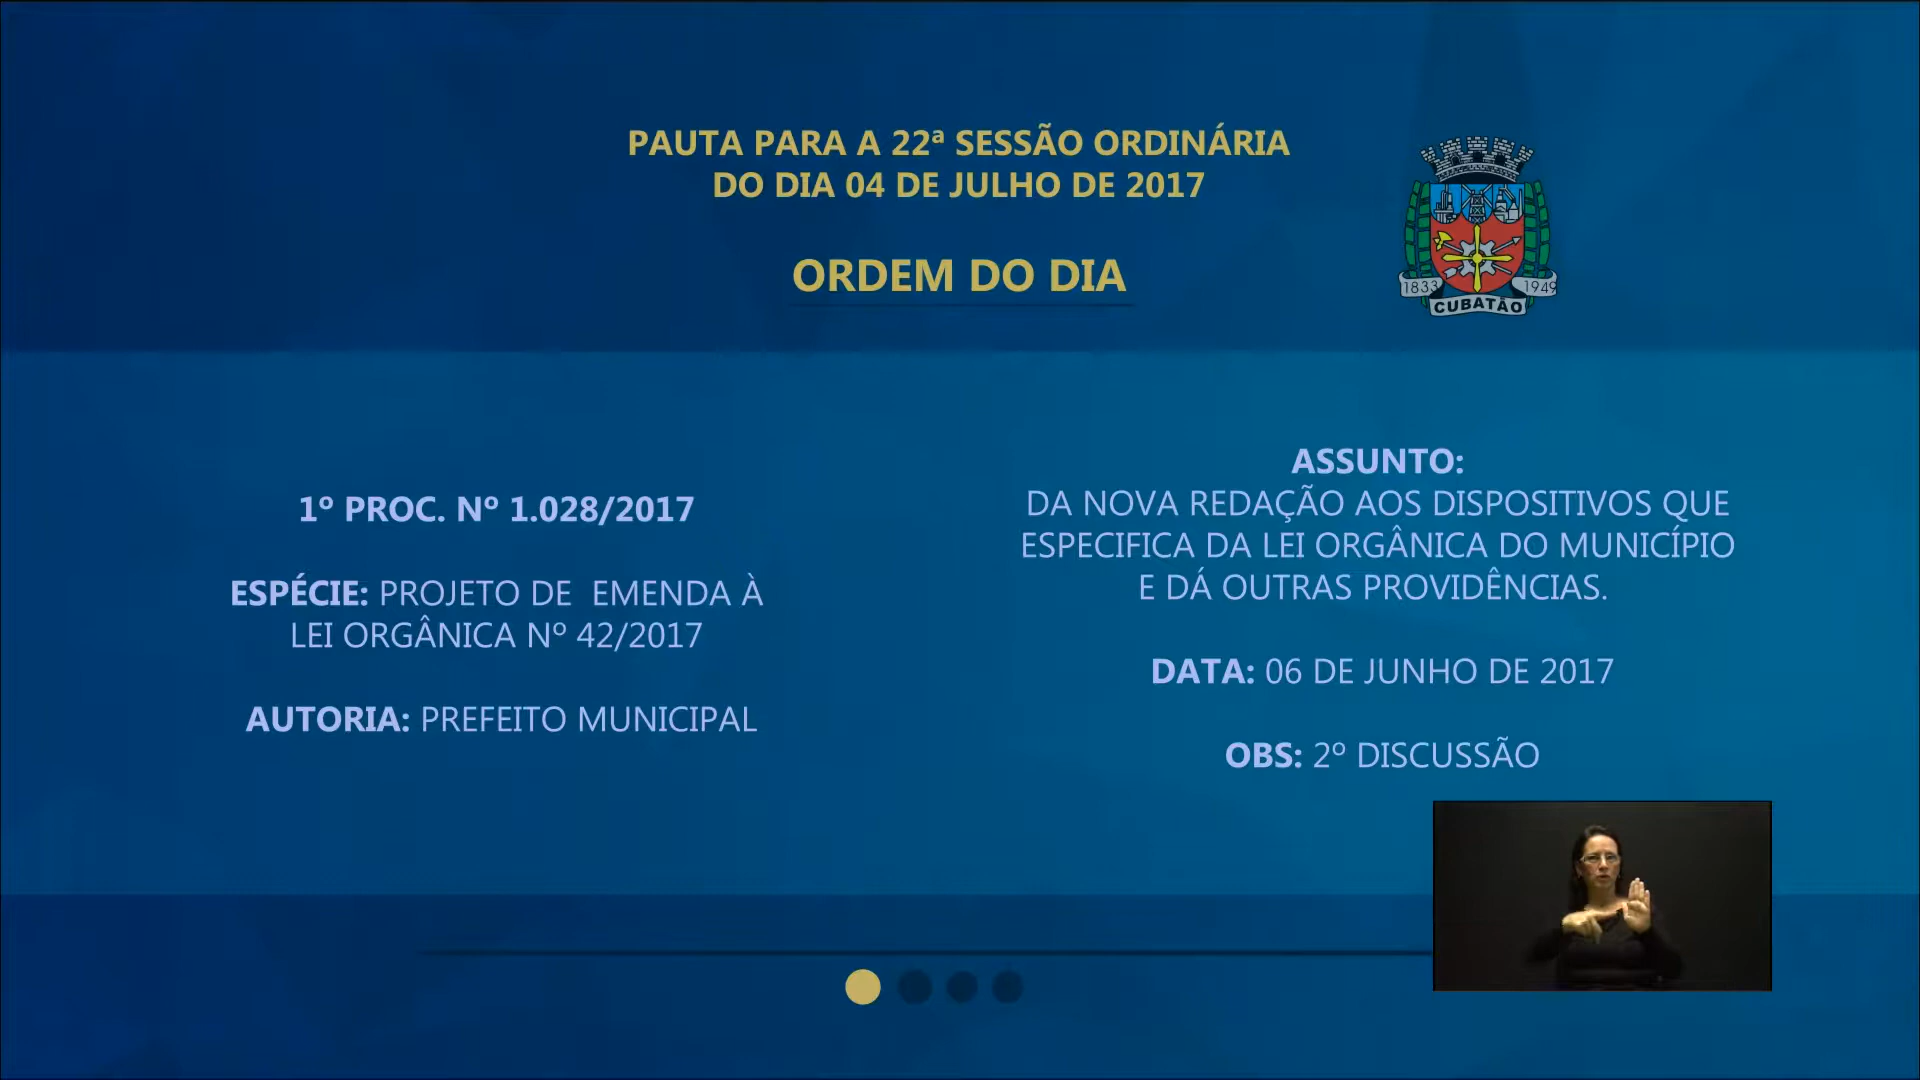 PAUTA PARA A 22ª SESSÃO ORDINÁRIA
DO DIA 04 DE JULHO DE 2017
ORDEM DO DIA
1833
1949
CUBATÃO
1º PROC. Nº 1.028/2017
ESPÉCIE: PROJETO DE EMENDA À
LEI ORGÂNICA Nº 42/2017
AUTORIA: PREFEITO MUNICIPAL
ASSUNTO:
DA NOVA REDAÇÃO AOS DISPOSITIVOS QUE
ESPECIFICA DA LEI ORGÂNICA DO MUNICÍPIO
E DÁ OUTRAS PROVIDÊNCIAS.
DATA: 06 DE JUNHO DE 2017
OBS: 2º DISCUSSÃO